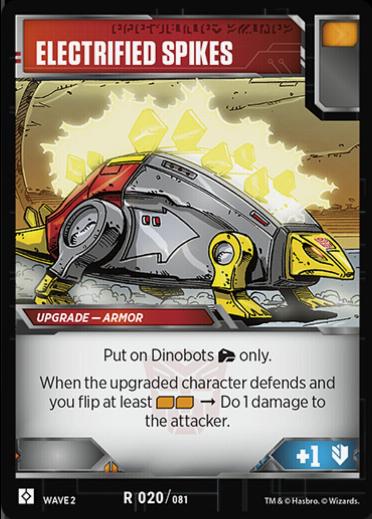 ELECTRIFIED SPIKES
UPGRADE – ARMOR
Put on Dinobots only.
When the upgraded character defends and
you flip at least → Do 1 damage to
the attacker.
+1
WAVE 2
R 020/081
TM & © Hasbro. © Wizards.